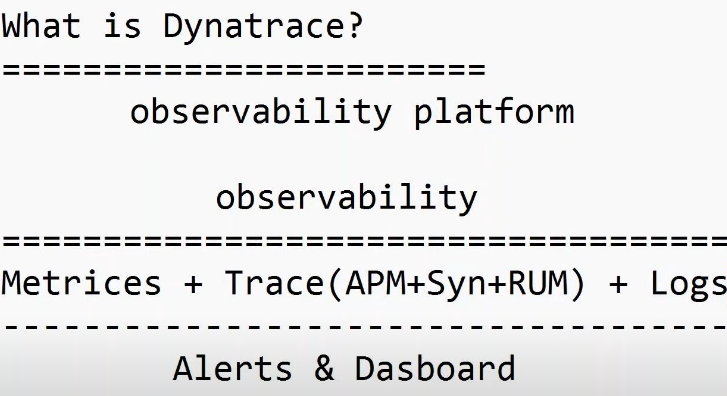 What is Dynatrace?
========================
observability platform
observability
====================================
Metrices + Trace(APM+Syn+RUM) + Logs
------------------------------------
Alerts & Dasboard